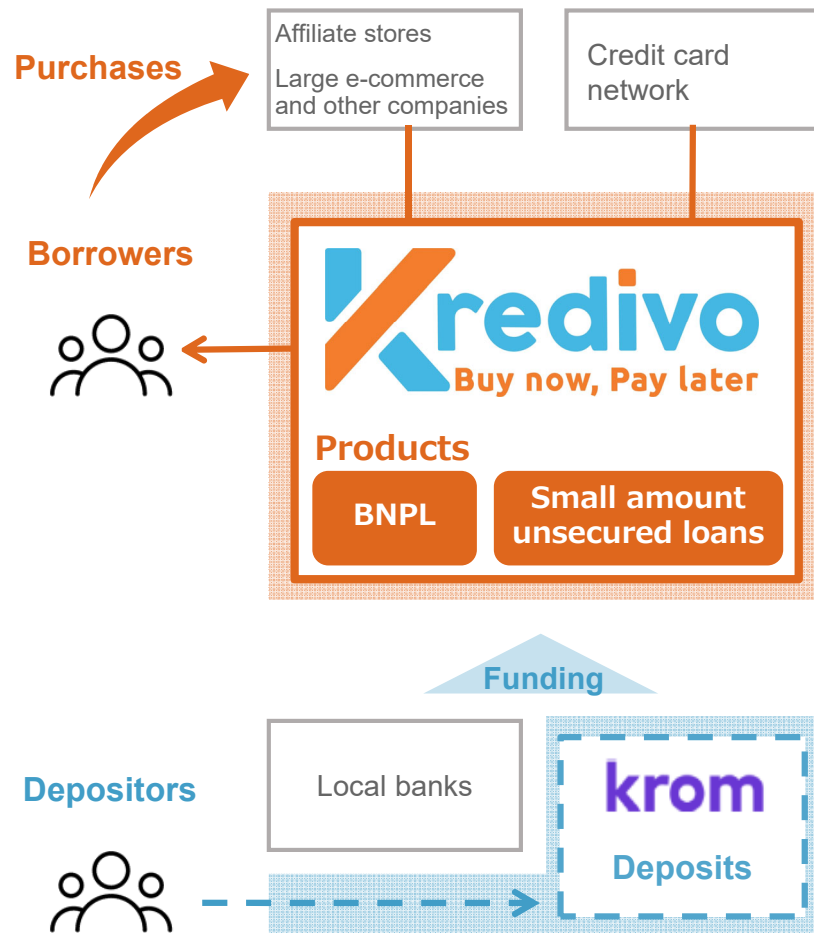 Affiliate stores
Large e-commerce
and other companies
Credit card
network
Purchases
Borrowers
Kredivo
Buy now, Pay later
Products
BNPL
Small amount
unsecured loans
Funding
Local banks
krom
Deposits
Depositors